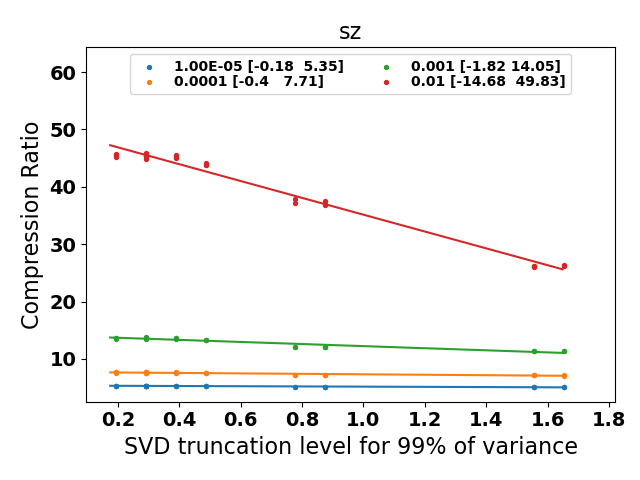 sz
1.00E-05 [-0.18 5.35]
0.0001 [-0.4 7.71]
0.001 [-1.82 14.05]
0.01 [-14.68 49.83]
Compression Ratio
60
50
40
30
20
10
0.2 0.4 0.6 0.8 1.0 1.2 1.4 1.6 1.8
SVD truncation level for 99% of variance